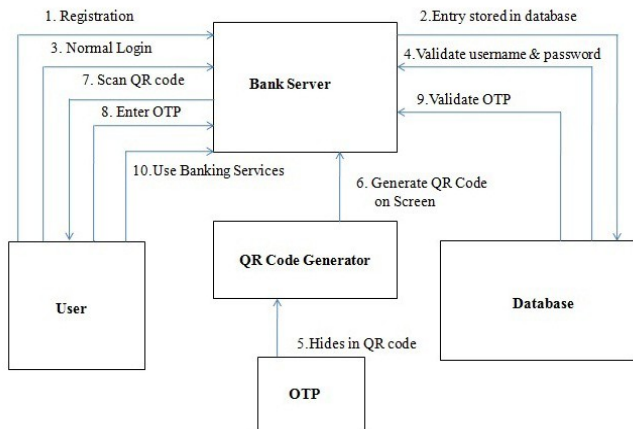 1. Registration
2.Entry stored in database
3. Normal Login
4.Validate username & password
7. Scan QR code
Bank Server
8. Enter OTP
9.Validate OTP
10.Use Banking Services
6. Generate QR Code
on Screen
QR Code Generator
User
Database
5.Hides in QR code
OTP